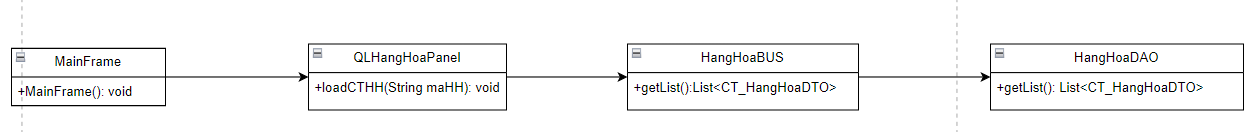 MainFrame
+MainFrame(): void
QLHangHoaPanel
+loadCTHH(String maHH): void
HangHoaBUS
+getList():List<CT_HangHoaDTO>
HangHoaDAO
+getList(): List<CT_HangHoaDTO>